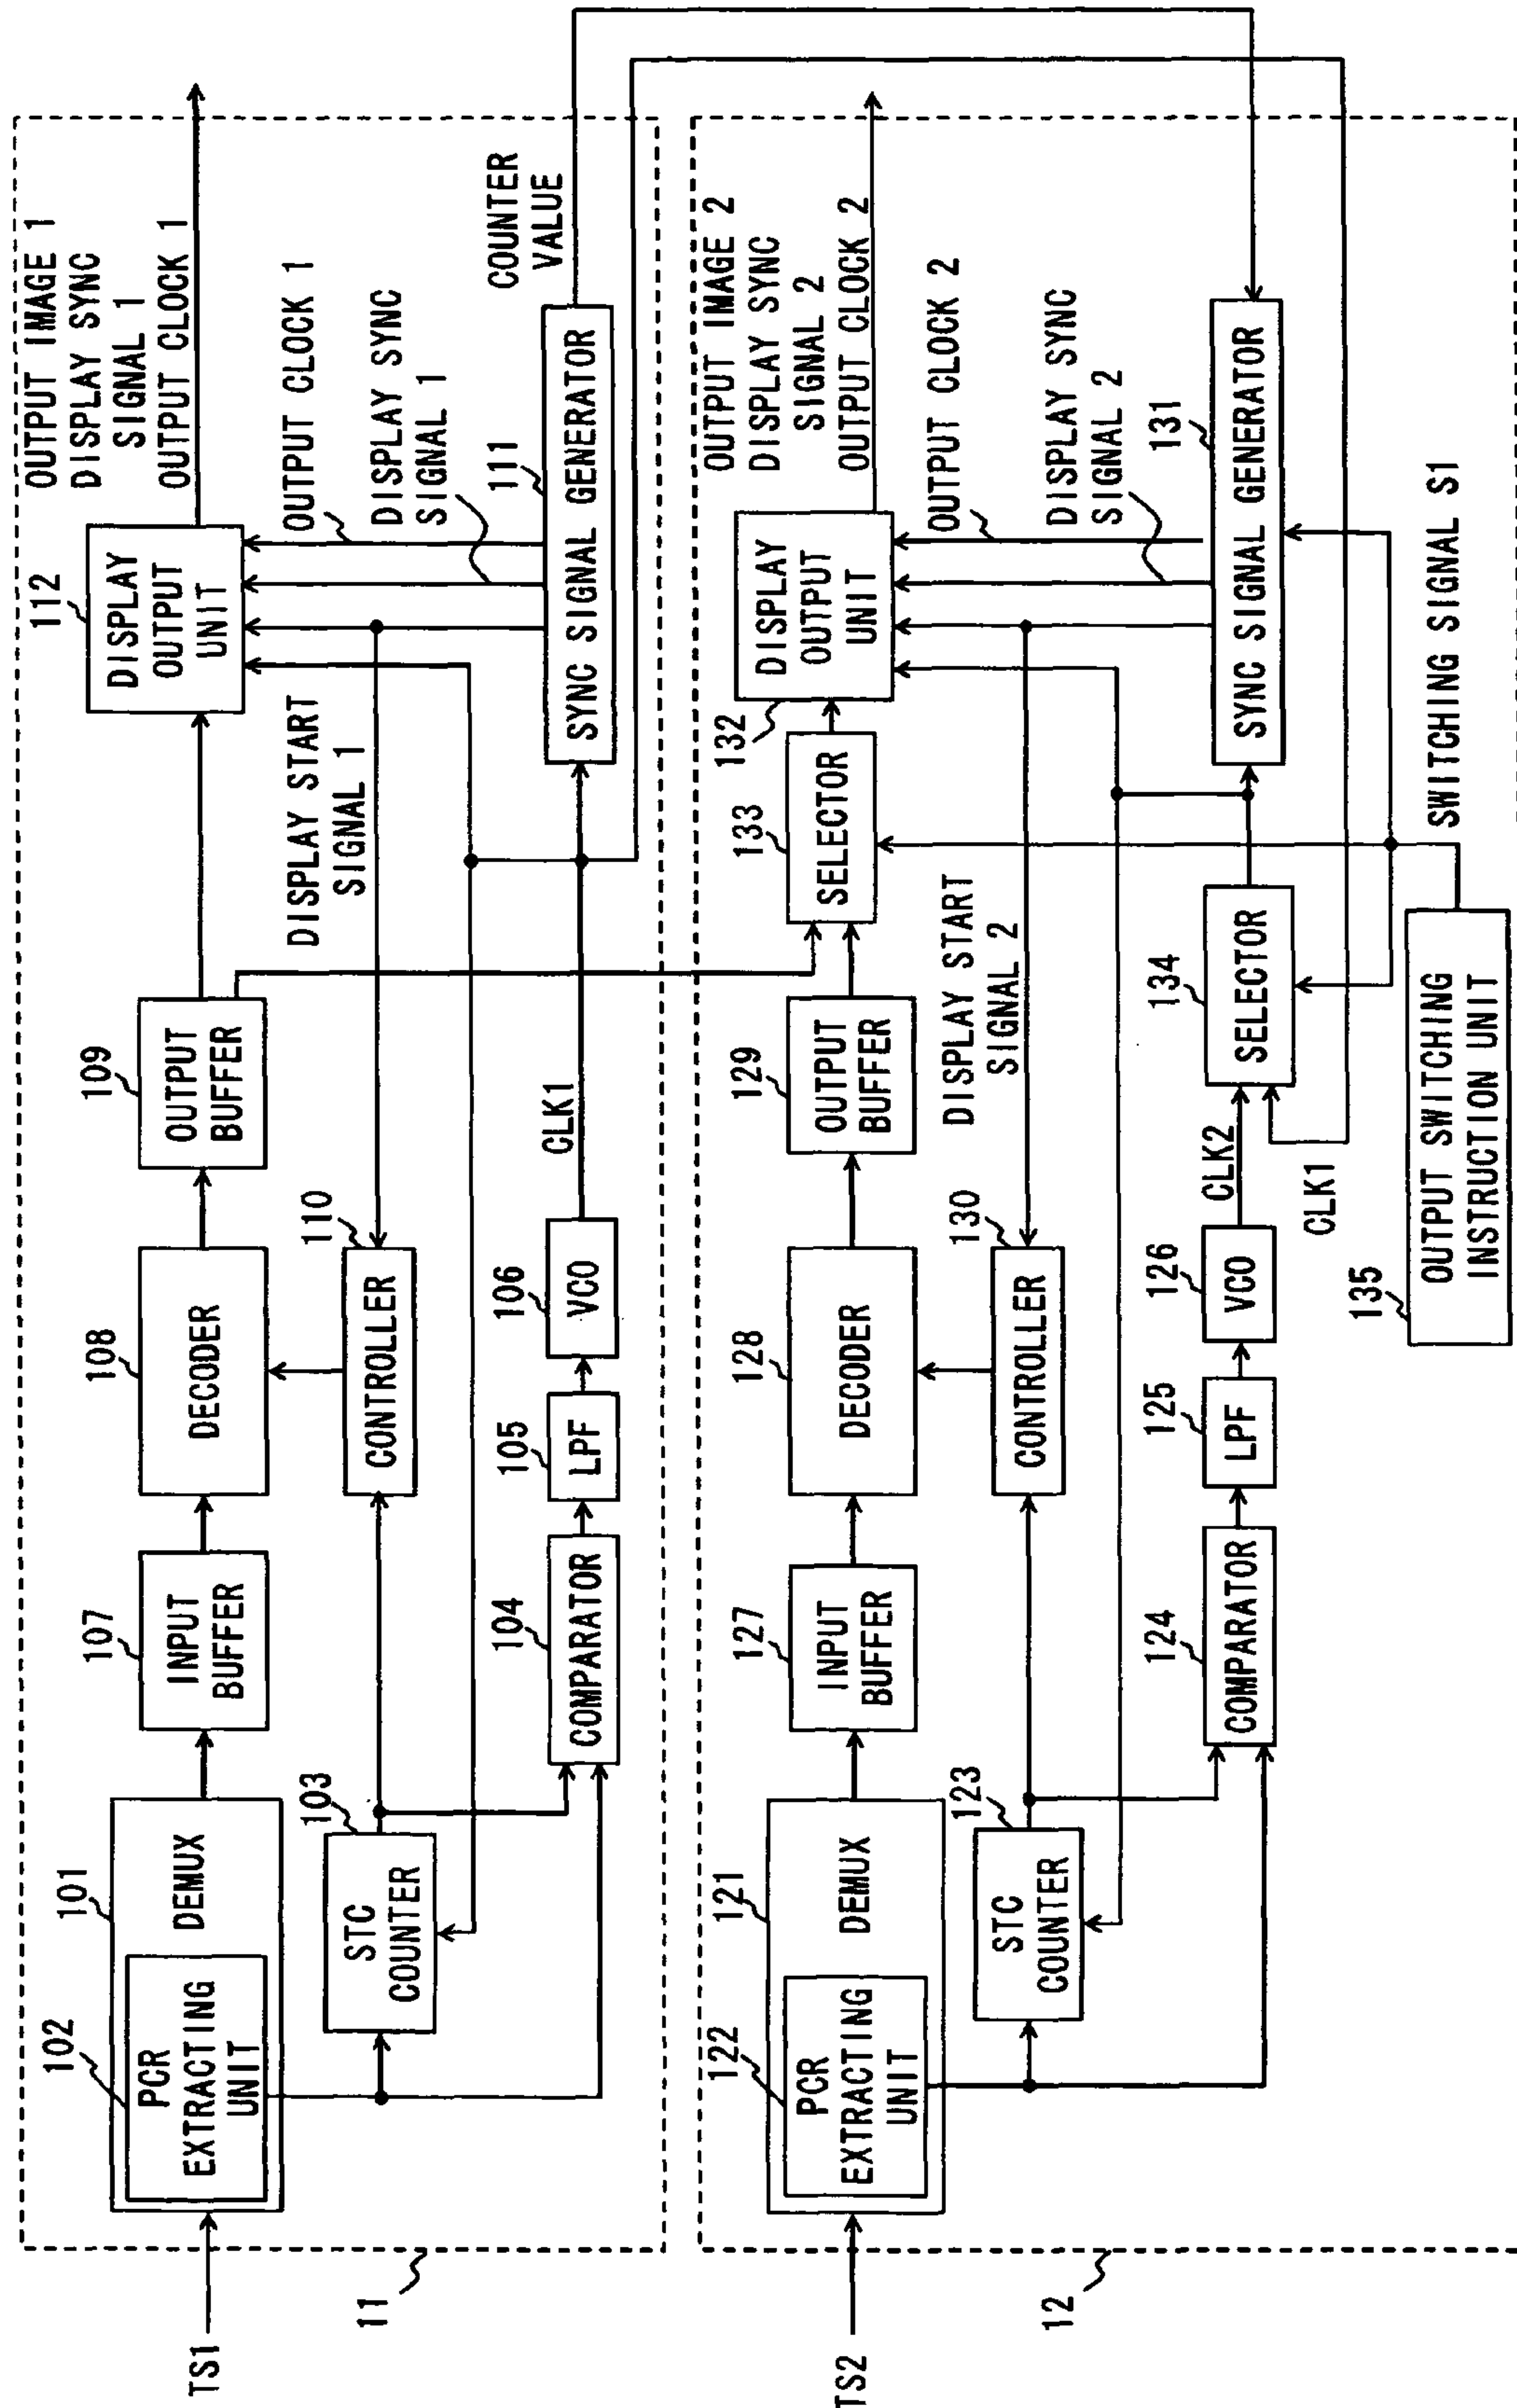 TS1
11
101
DEMUX
102
PCR
EXTRACTING
UNIT
103
STC
COUNTER
107
INPUT
BUFFER
108
DECODER
110
CONTROLLER
104
COMPARATOR
105
LPF
106
VCO
CLK1
109
OUTPUT
BUFFER
DISPLAY START
SIGNAL 1
112
DISPLAY
OUTPUT
UNIT
111
SYNC SIGNAL GENERATOR
OUTPUT CLOCK 1
DISPLAY SYNC
SIGNAL 1
COUNTER
VALUE
OUTPUT IMAGE 1
DISPLAY SYNC
SIGNAL 1
OUTPUT CLOCK 1
TS2
12
121
DEMUX
122
PCR
EXTRACTING
UNIT
123
STC
COUNTER
127
INPUT
BUFFER
128
DECODER
130
CONTROLLER
124
COMPARATOR
125
LPF
126
VCO
CLK2
CLK1
129
OUTPUT
BUFFER
DISPLAY START
SIGNAL 2
133
SELECTOR
134
SELECTOR
132
DISPLAY
OUTPUT
UNIT
131
SYNC SIGNAL GENERATOR
OUTPUT CLOCK 2
DISPLAY SYNC
SIGNAL 2
OUTPUT IMAGE 2
DISPLAY SYNC
SIGNAL 2
OUTPUT CLOCK 2
135
OUTPUT SWITCHING
INSTRUCTION UNIT
SWITCHING SIGNAL S1